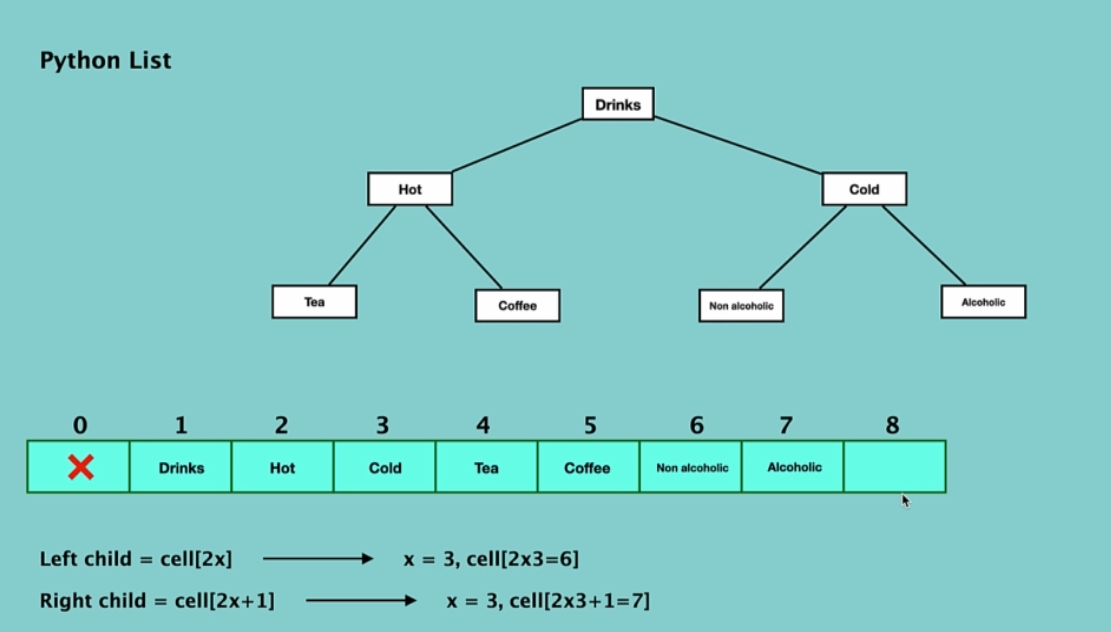 Python List
Drinks
Hot
Cold
Tea
Coffee
Non alcoholic
Alcoholic
0 1 2 3 4 5 6 7 8
Drinks Hot Cold Tea Coffee Non alcoholic Alcoholic
Left child = cell[2x] x = 3, cell[2x3=6]
Right child = cell[2x+1] x = 3, cell[2x3+1=7]